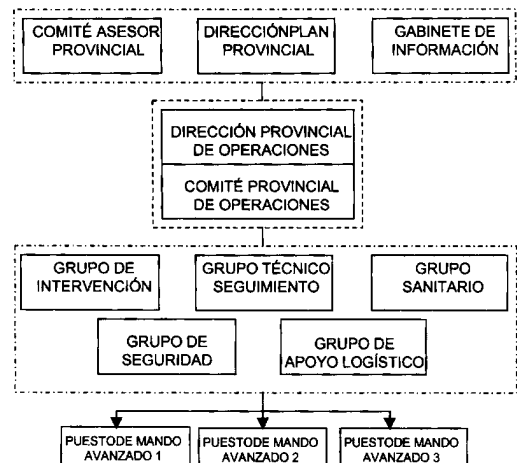 COMITÉ ASESOR
PROVINCIAL
DIRECCIÓNPLAN
PROVINCIAL
GABINETE DE
INFORMACIÓN
DIRECCIÓN PROVINCIAL
DE OPERACIONES
COMITÉ PROVINCIAL
DE OPERACIONES
GRUPO DE
INTERVENCIÓN
GRUPO TÉCNICO
SEGUIMIENTO
GRUPO
SANITARIO
GRUPO DE
SEGURIDAD
GRUPO DE
APOYO LOGÍSTICO
PUESTODE MANDO
AVANZADO 1
PUESTODE MANDO
AVANZADO 2
PUESTODE MANDO
AVANZADO 3